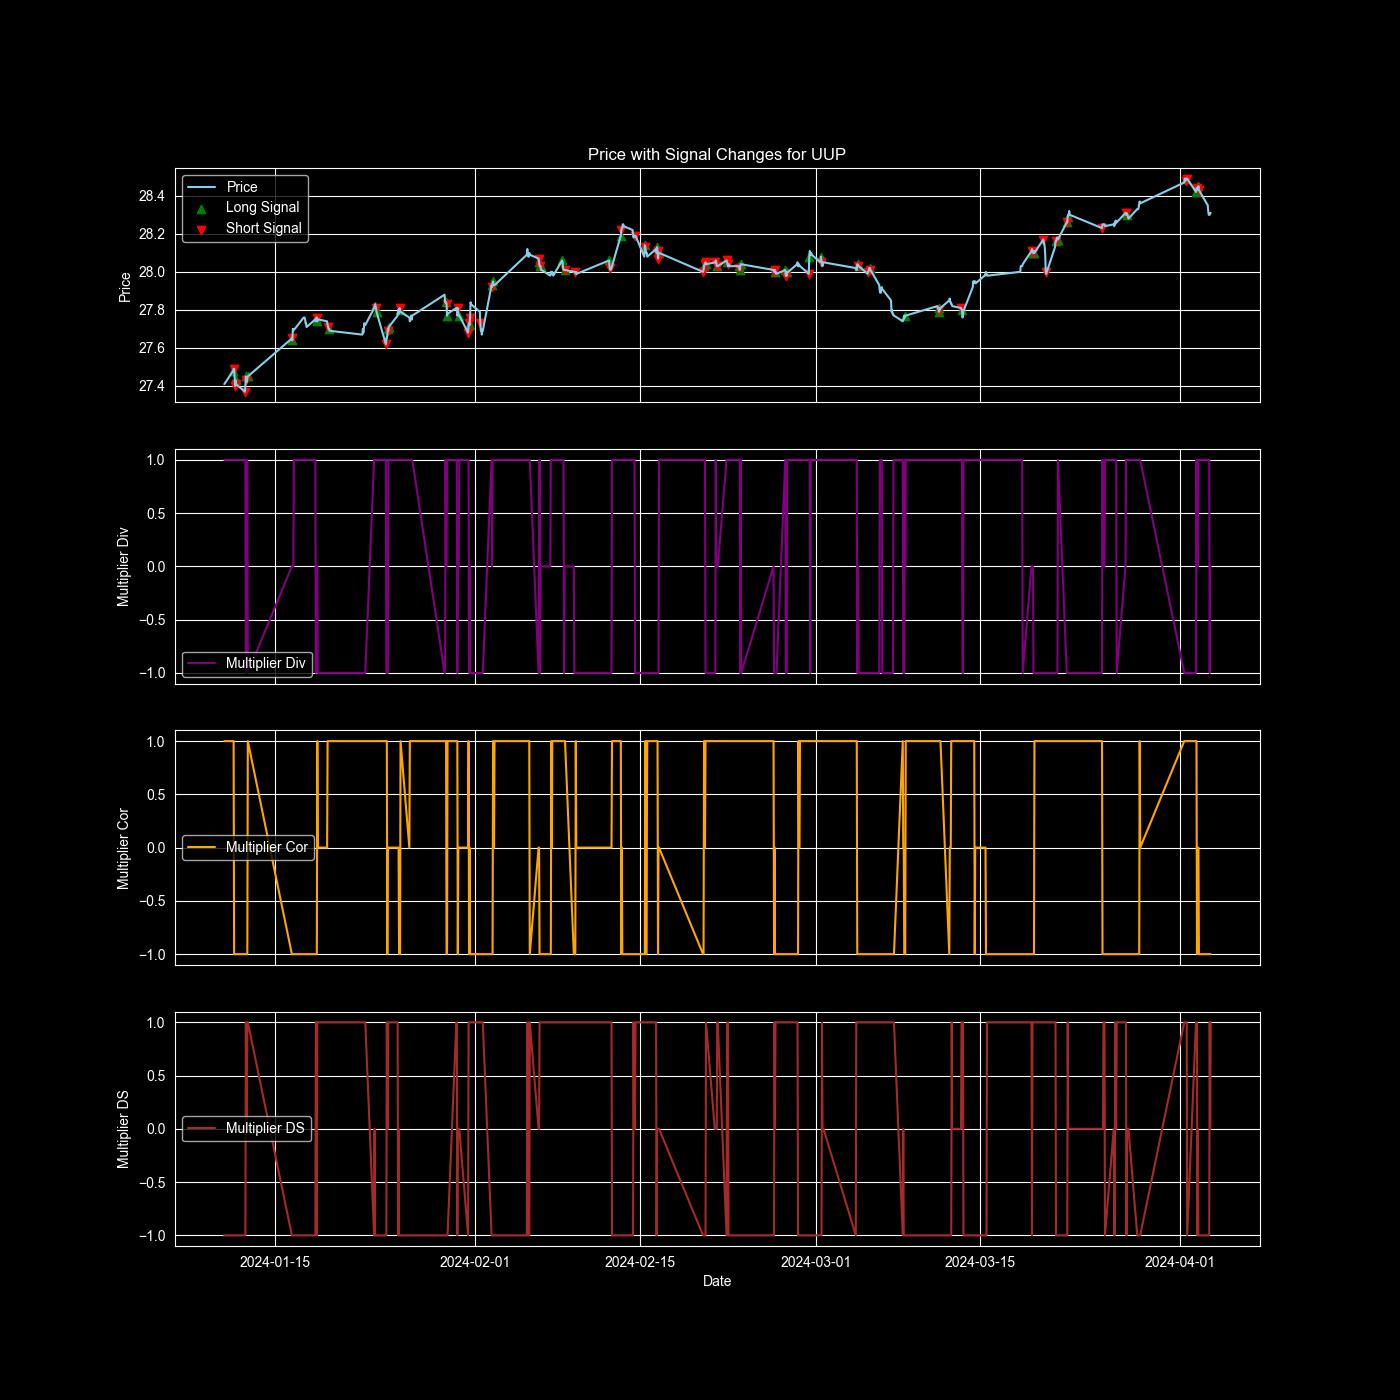 Price with Signal Changes for UUP
28.4
28.2
28.0
27.8
27.6
27.4
Price
Price
Long Signal
Short Signal
1.0
0.5
0.0
−0.5
−1.0
Multiplier Div
Multiplier Div
1.0
0.5
0.0
−0.5
−1.0
Multiplier Cor
Multiplier Cor
1.0
0.5
0.0
−0.5
−1.0
Multiplier DS
Multiplier DS
2024-01-15
2024-02-01
2024-02-15
2024-03-01
2024-03-15
2024-04-01
Date